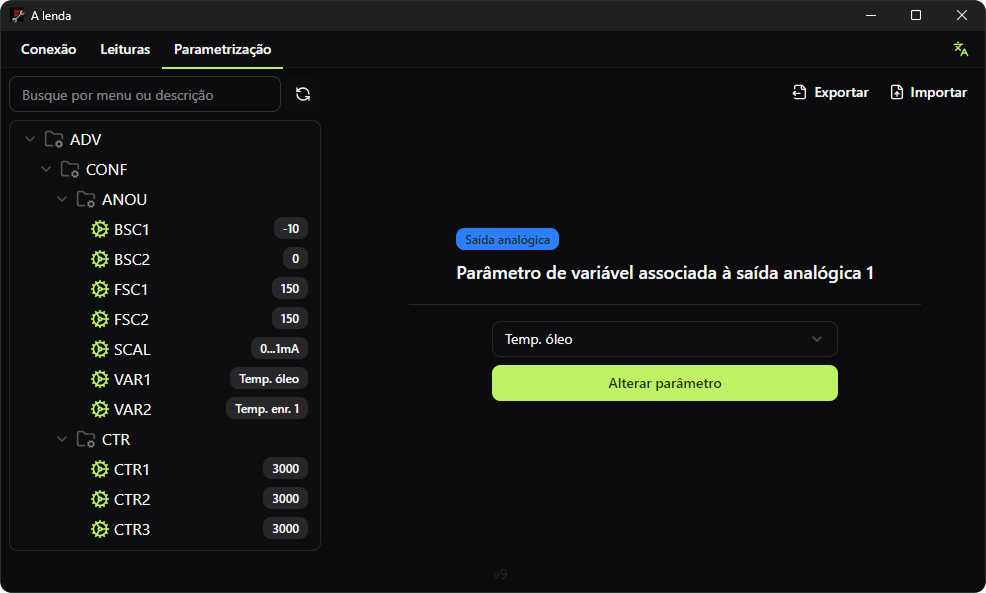 A lenda
Conexão Leituras Parametrização
Busque por menu ou descrição
Exportar Importar
ADV
CONF
ANOU
BSC1 -10
BSC2 0
FSC1 150
FSC2 150
SCAL 0...1mA
VAR1 Temp. óleo
VAR2 Temp. enr. 1
CTR
CTR1 3000
CTR2 3000
CTR3 3000
Saída analógica
Parâmetro de variável associada à saída analógica 1
Temp. óleo
Alterar parâmetro
v9